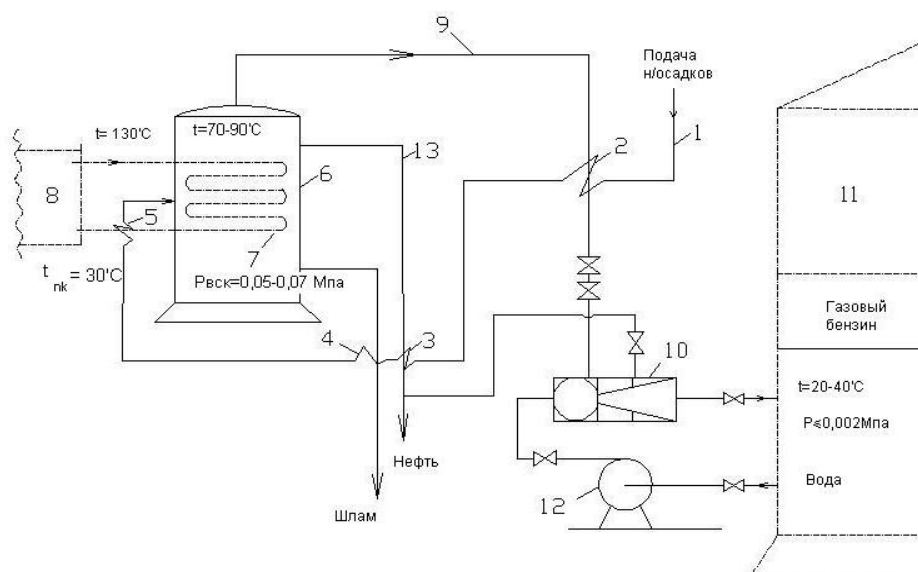 9
Подача
н/осадков
t= 130°C
t=70-90°C
13
2
1
6
8
11
5
7
t nk = 30°C
Рвск=0,05-0,07 Мпа
Газовый
бензин
4
3
10
t=20-40°C
P≤0,002Мпа
Нефть
12
Вода
Шлам